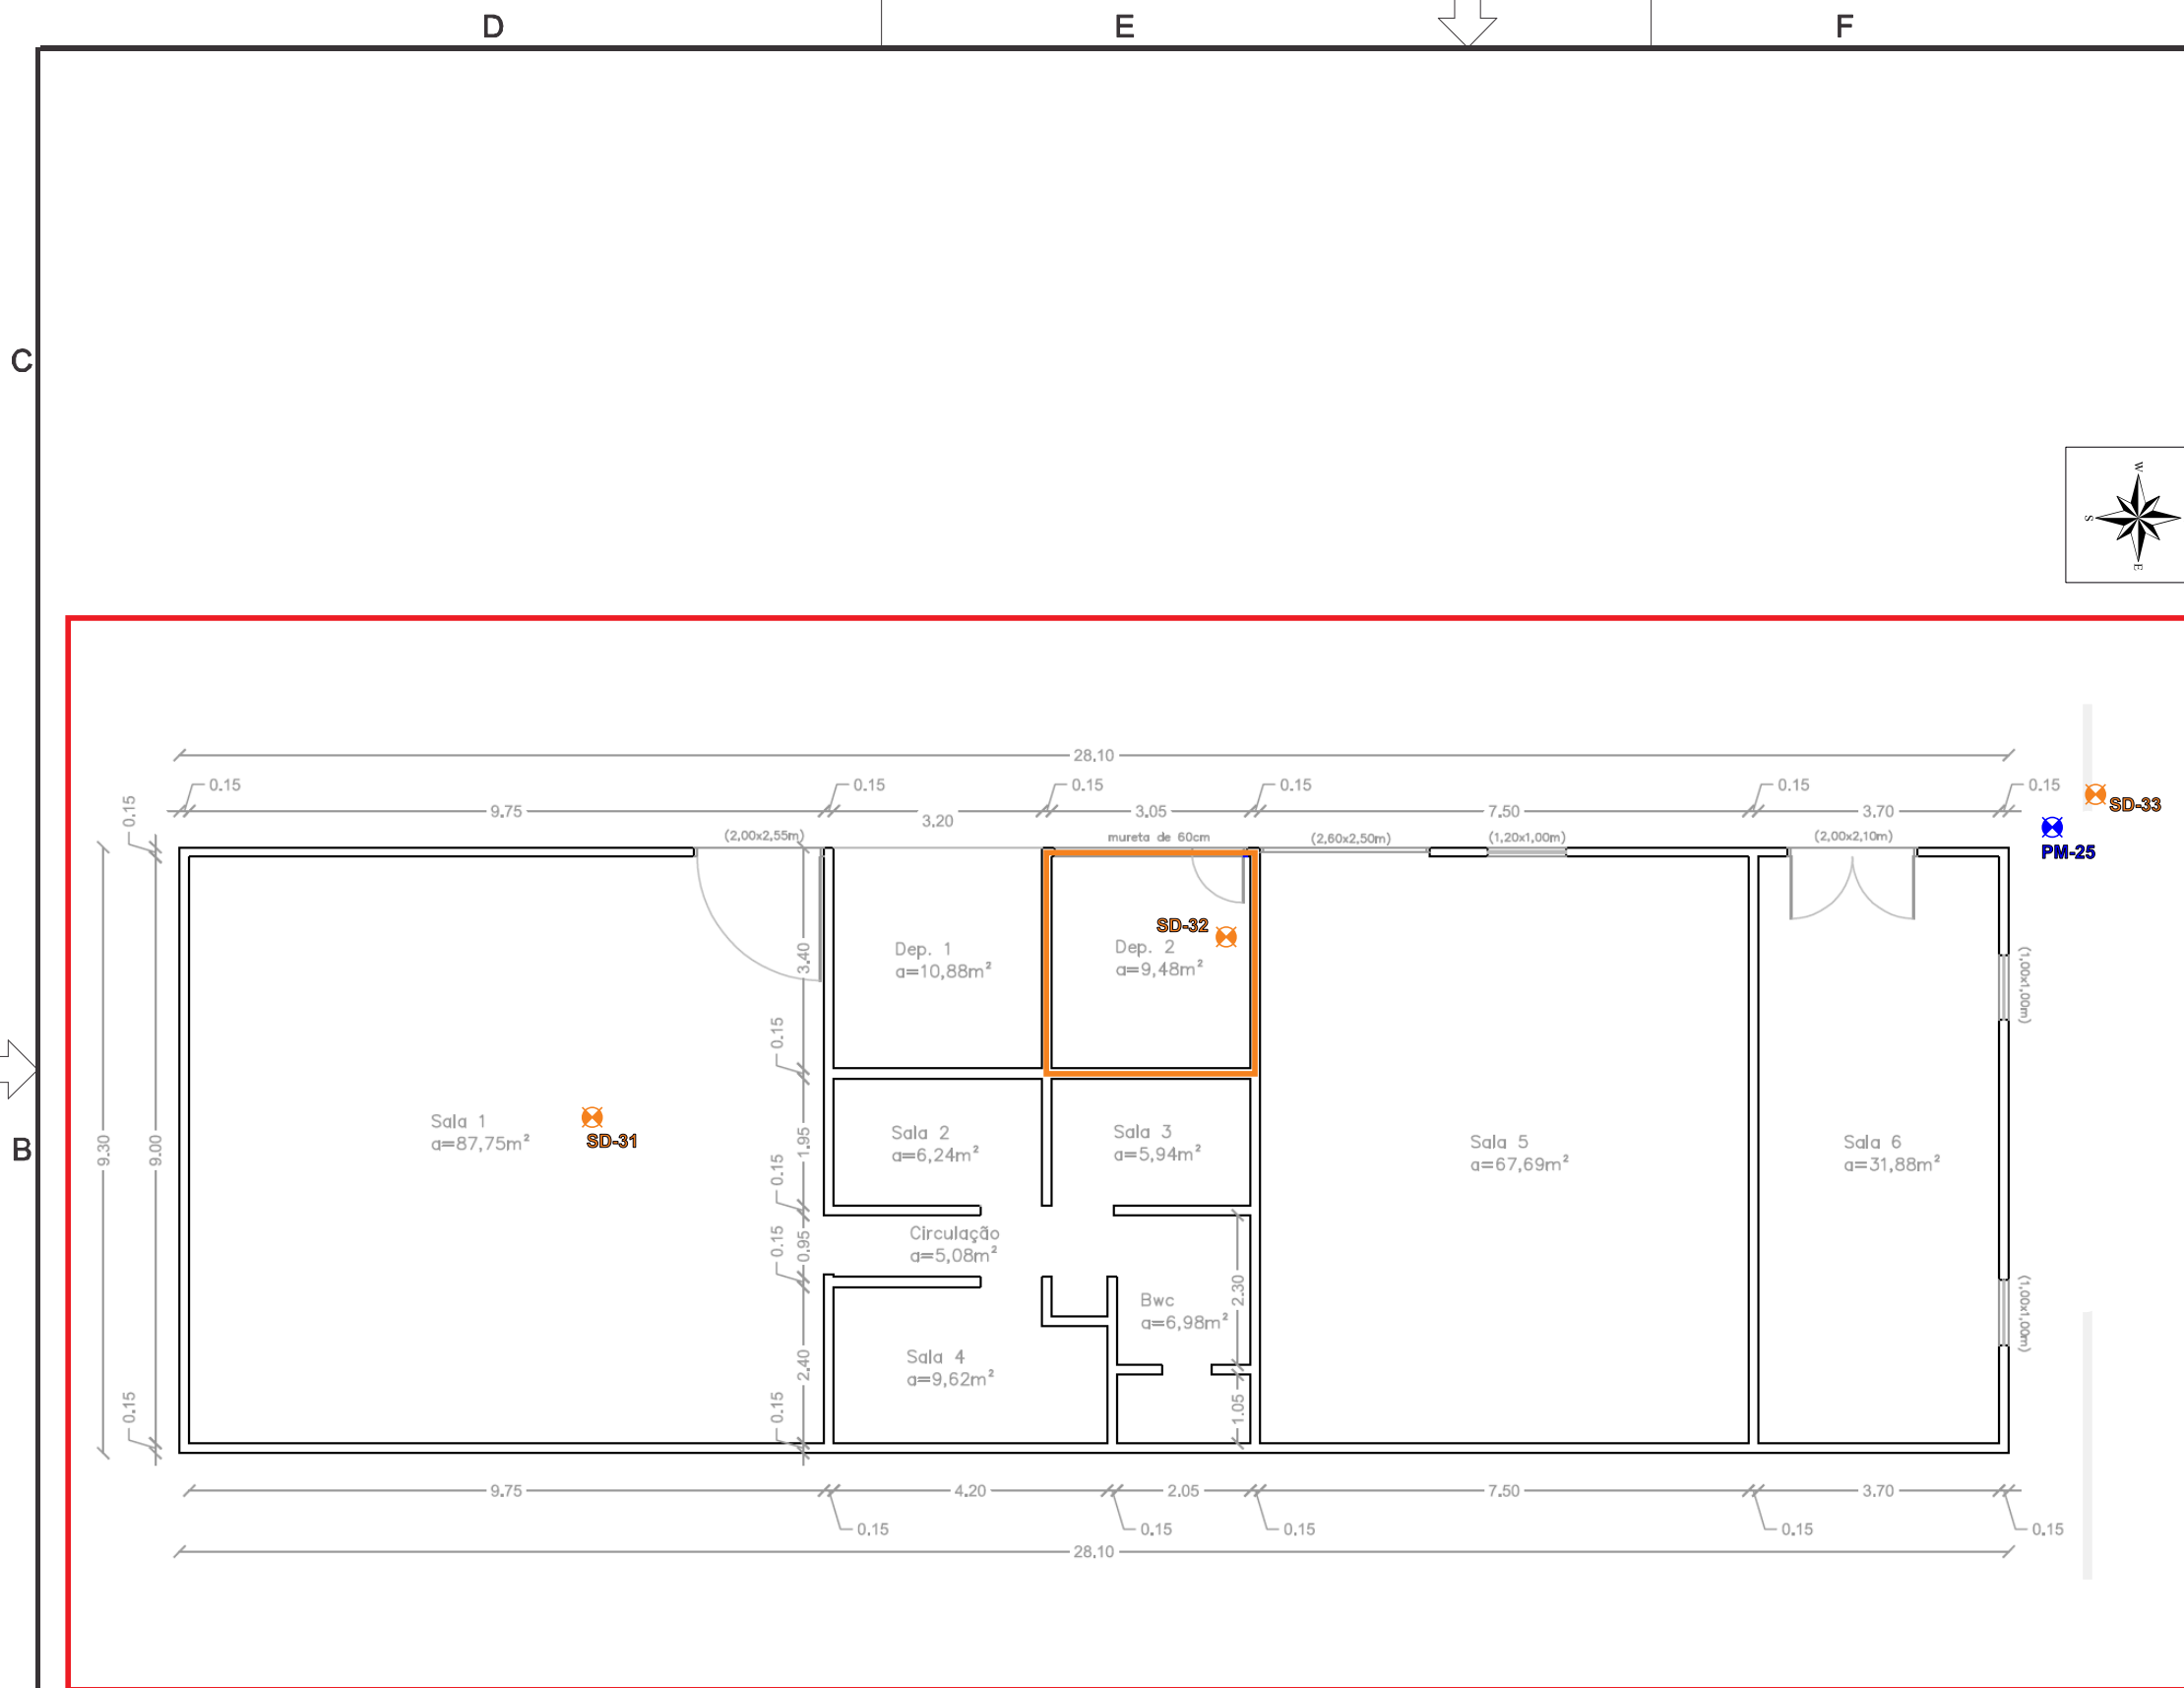 D
E
F
C
W
S
E
28,10
0.15
0.15
0.15
0.15
0.15
0.15
0.15
9.75
3.20
3.05
7.50
3.70
SD-33
(2,00x2,55m)
mureta de 60cm
(2,60x2,50m)
(1,20x1,00m)
(2,00x2,10m)
PM-25
SD-32
Dep. 1
a=10,88m²
Dep. 2
a=9,48m²
3.40
(1,00x1,00m)
0.15
Sala 1
a=87,75m²
SD-31
Sala 2
a=6,24m²
Sala 3
a=5,94m²
Sala 5
a=67,69m²
Sala 6
a=31,88m²
B
9.30
9.00
1.95
0.15
Circulação
a=5,08m²
0.15
0.95
2.30
Bwc
a=6,98m²
(1,00x1,00m)
Sala 4
a=9,62m²
2.40
0.15
0.15
1.05
9.75
4.20
2.05
7.50
3.70
0.15
0.15
0.15
0.15
0.15
28,10